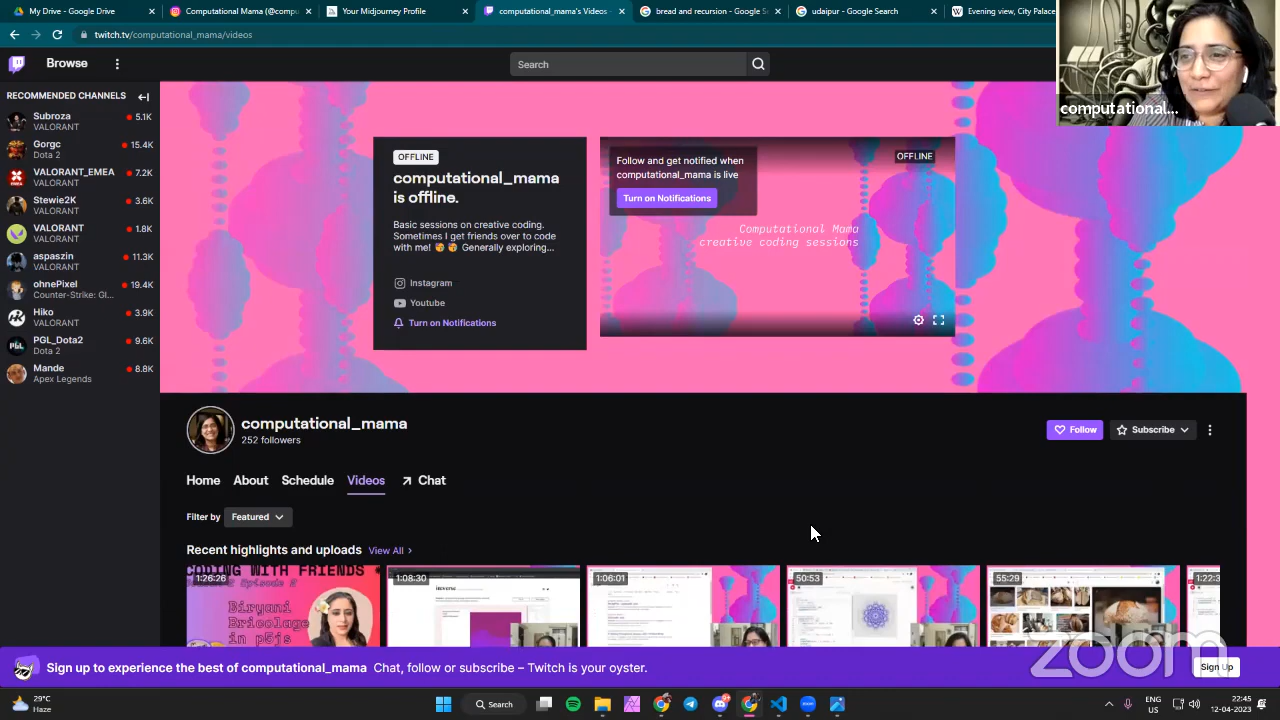 My Drive - Google Drive
Computational Mama (@compu
Your Midjourney Profile
computational_mama's Videos -
bread and recursion - Google S
udaipur - Google Search
Evening view, City Palace
twitch.tv/computational_mama/videos
Browse
Search
computational...
RECOMMENDED CHANNELS
Subroza
VALORANT
5.1K
Gorgc
Dota 2
15.4K
VALORANT_EMEA
VALORANT
7.2K
Stewie2K
VALORANT
3.6K
VALORANT
VALORANT
1.8K
aspaszin
VALORANT
11.3K
ohnePixel
Counter-Strike: Gl...
19.4K
Hiko
VALORANT
3.9K
PGL_Dota2
Dota 2
9.6K
Mande
Apex Legends
8.8K
OFFLINE
computational_mama
is offline.
Basic sessions on creative coding.
Sometimes I get friends over to code
with me! 🥳 🥳 Generally exploring...
Instagram
Youtube
Turn on Notifications
Follow and get notified when
computational_mama is live
Turn on Notifications
OFFLINE
Computational Mama
creative coding sessions
computational_mama
252 followers
Follow
Subscribe
Home
About
Schedule
Videos
Chat
Filter by
Featured
Recent highlights and uploads
View All
1:26:26
CODING WITH FRIENDS
Episode 2
Biryani
Bricolage
in p5js
1:08:30
1:06:01
50:53
55:29
1:22:3
Sign up to experience the best of computational_mama
Chat, follow or subscribe – Twitch is your oyster.
Sign Up
zoom
29°C
Haze
Search
ENG
US
22:45
12-04-2023